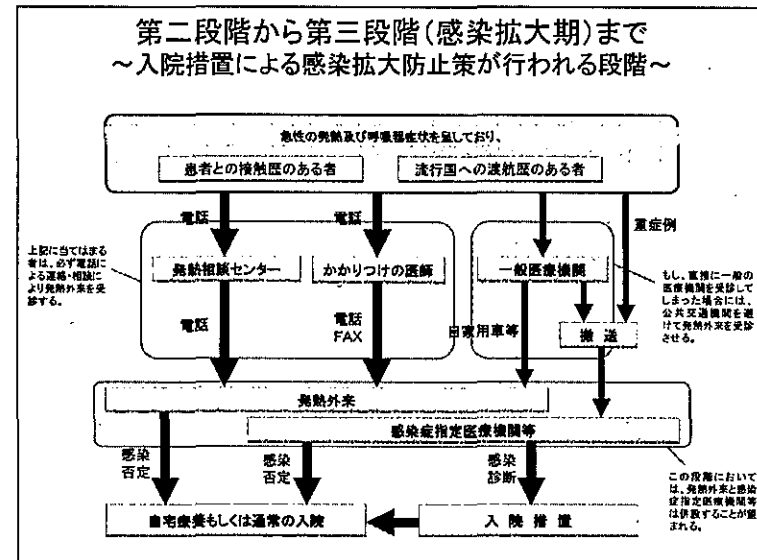 第二段階から第三段階(感染拡大期)まで
～入院措置による感染拡大防止策が行われる段階～
急性の発熱及び呼吸器症状を呈しており、
患者との接触歴のある者
流行国への渡航歴のある者
電話
電話
重症例
上記に当てはまる
者は、必ず電話に
よる連絡・相談に
より発熱外来を受
診する。
発熱相談センター
かかりつけの医師
一般医療機関
もし、直接に一般の
医療機関を受診して
しまった場合には、
公共交通機関を避
けて発熱外来を受診
させる。
電話
電話
FAX
自家用車等
搬送
発熱外来
感染症指定医療機関等
感染
否定
感染
否定
感染
診断
この段階において
は、発熱外来と感染
症指定医療機関等
は併設することが望
まれる。
自宅療養もしくは通常の入院
入院措置